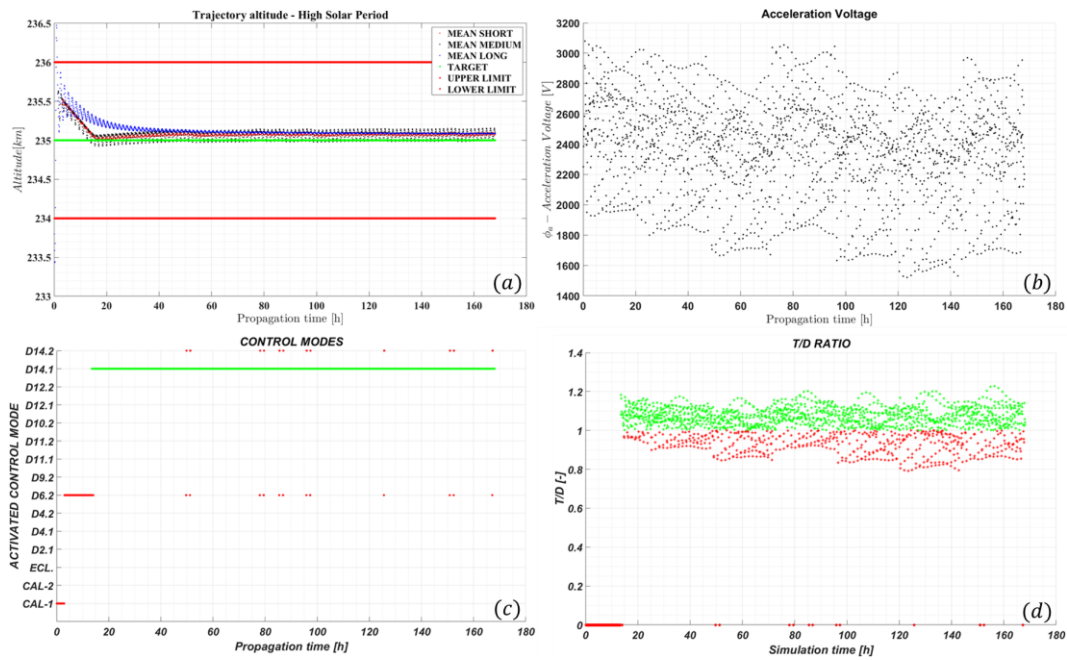 Trajectory altitude - High Solar Period
236.5
236
235.5
235
234.5
234
233.5
233
Altitude[km]
MEAN SHORT
MEAN MEDIUM
MEAN LONG
TARGET
UPPER LIMIT
LOWER LIMIT
0 20 40 60 80 100 120 140 160 180
Propagation time [h]
(a)
Acceleration Voltage
3200
3000
2800
2600
2400
2200
2000
1800
1600
1400
ϕₐ − Acceleration Voltage [V]
0 20 40 60 80 100 120 140 160 180
Propagation time [h]
(b)
CONTROL MODES
ACTIVATED CONTROL MODE
D14.2
D14.1
D12.2
D12.1
D10.2
D11.2
D11.1
D9.2
D6.2
D4.2
D4.1
D2.1
ECL.
CAL-2
CAL-1
0 20 40 60 80 100 120 140 160 180
Propagation time [h]
(c)
T/D RATIO
1.4
1.2
1
0.8
0.6
0.4
0.2
0
T/D [-]
0 20 40 60 80 100 120 140 160 180
Simulation time [h]
(d)